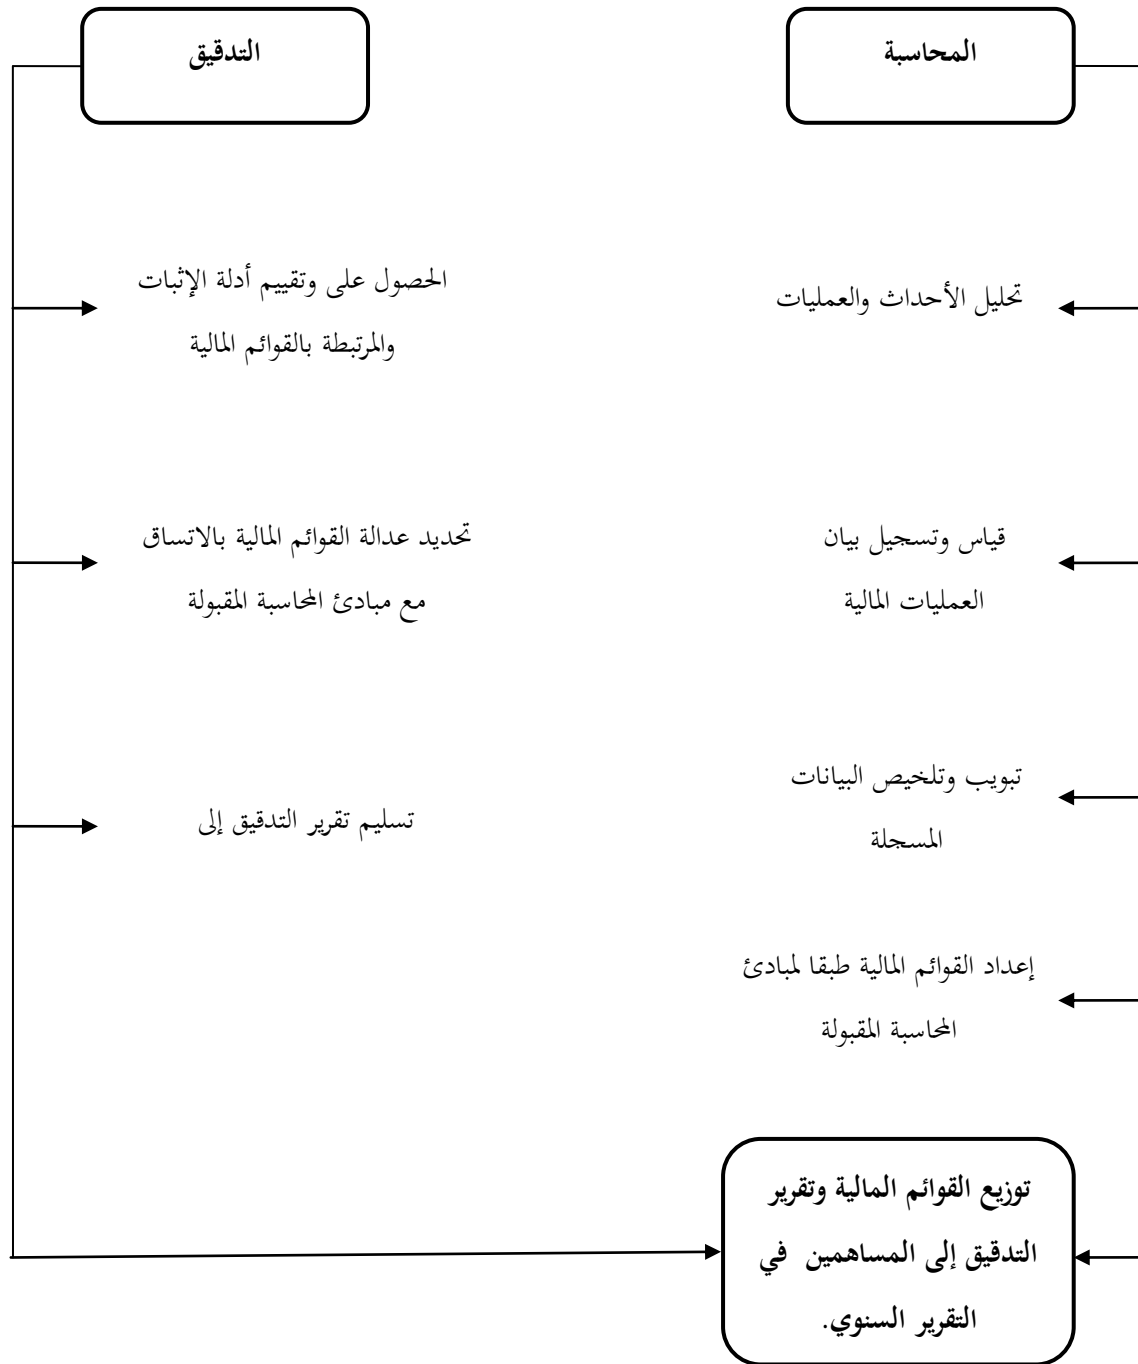 المحاسبة
التدقيق
تحليل الأحداث والعمليات
الحصول على وتقييم أدلة الإثبات
والمرتبطة بالقوائم المالية
قياس وتسجيل بيان
العمليات المالية
تحديد عدالة القوائم المالية بالاتساق
مع مبادئ المحاسبة المقبولة
تبويب وتلخيص البيانات
المسجلة
تسليم تقرير التدقيق إلى
إعداد القوائم المالية طبقا لمبادئ
المحاسبة المقبولة
توزيع القوائم المالية وتقرير
التدقيق إلى المساهمين في
التقرير السنوي.